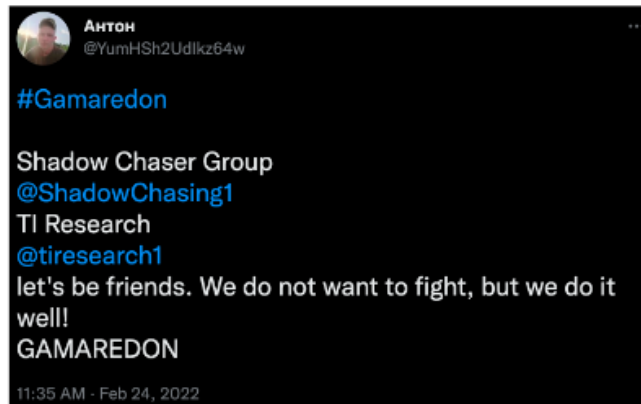 Антон
@YumHSh2UdIkz64w
#Gamaredon
Shadow Chaser Group
@ShadowChasing1
TI Research
@tiresearch1
let's be friends. We do not want to fight, but we do it
well!
GAMAREDON
11:35 AM · Feb 24, 2022